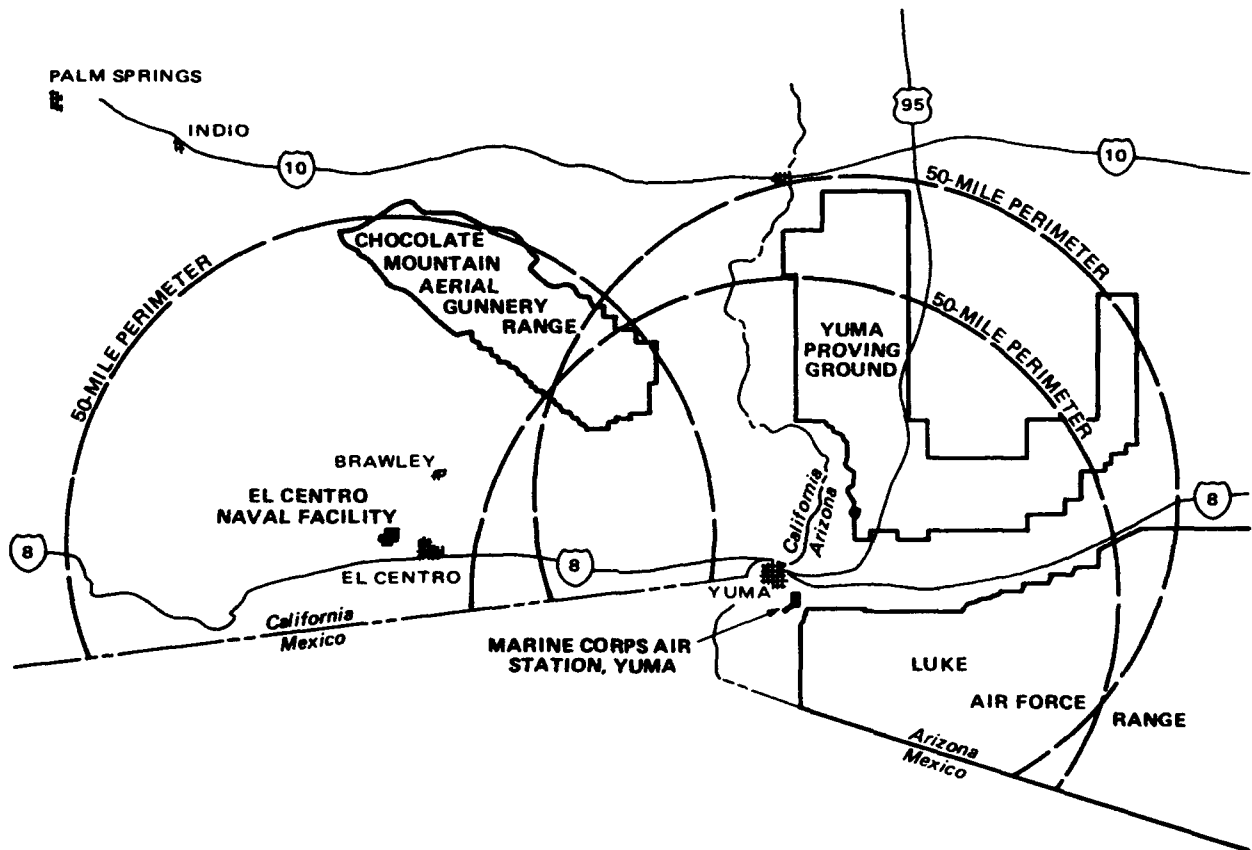 PALM SPRINGS
INDIO
10
95
10
50-MILE PERIMETER
50-MILE PERIMETER
50-MILE PERIMETER
CHOCOLATE
MOUNTAIN
AERIAL
GUNNERY
RANGE
YUMA
PROVING
GROUND
BRAWLEY
EL CENTRO
NAVAL FACILITY
California
Arizona
8
8
8
EL CENTRO
YUMA
California
Mexico
MARINE CORPS AIR
STATION, YUMA
LUKE
AIR FORCE
RANGE
Arizona
Mexico